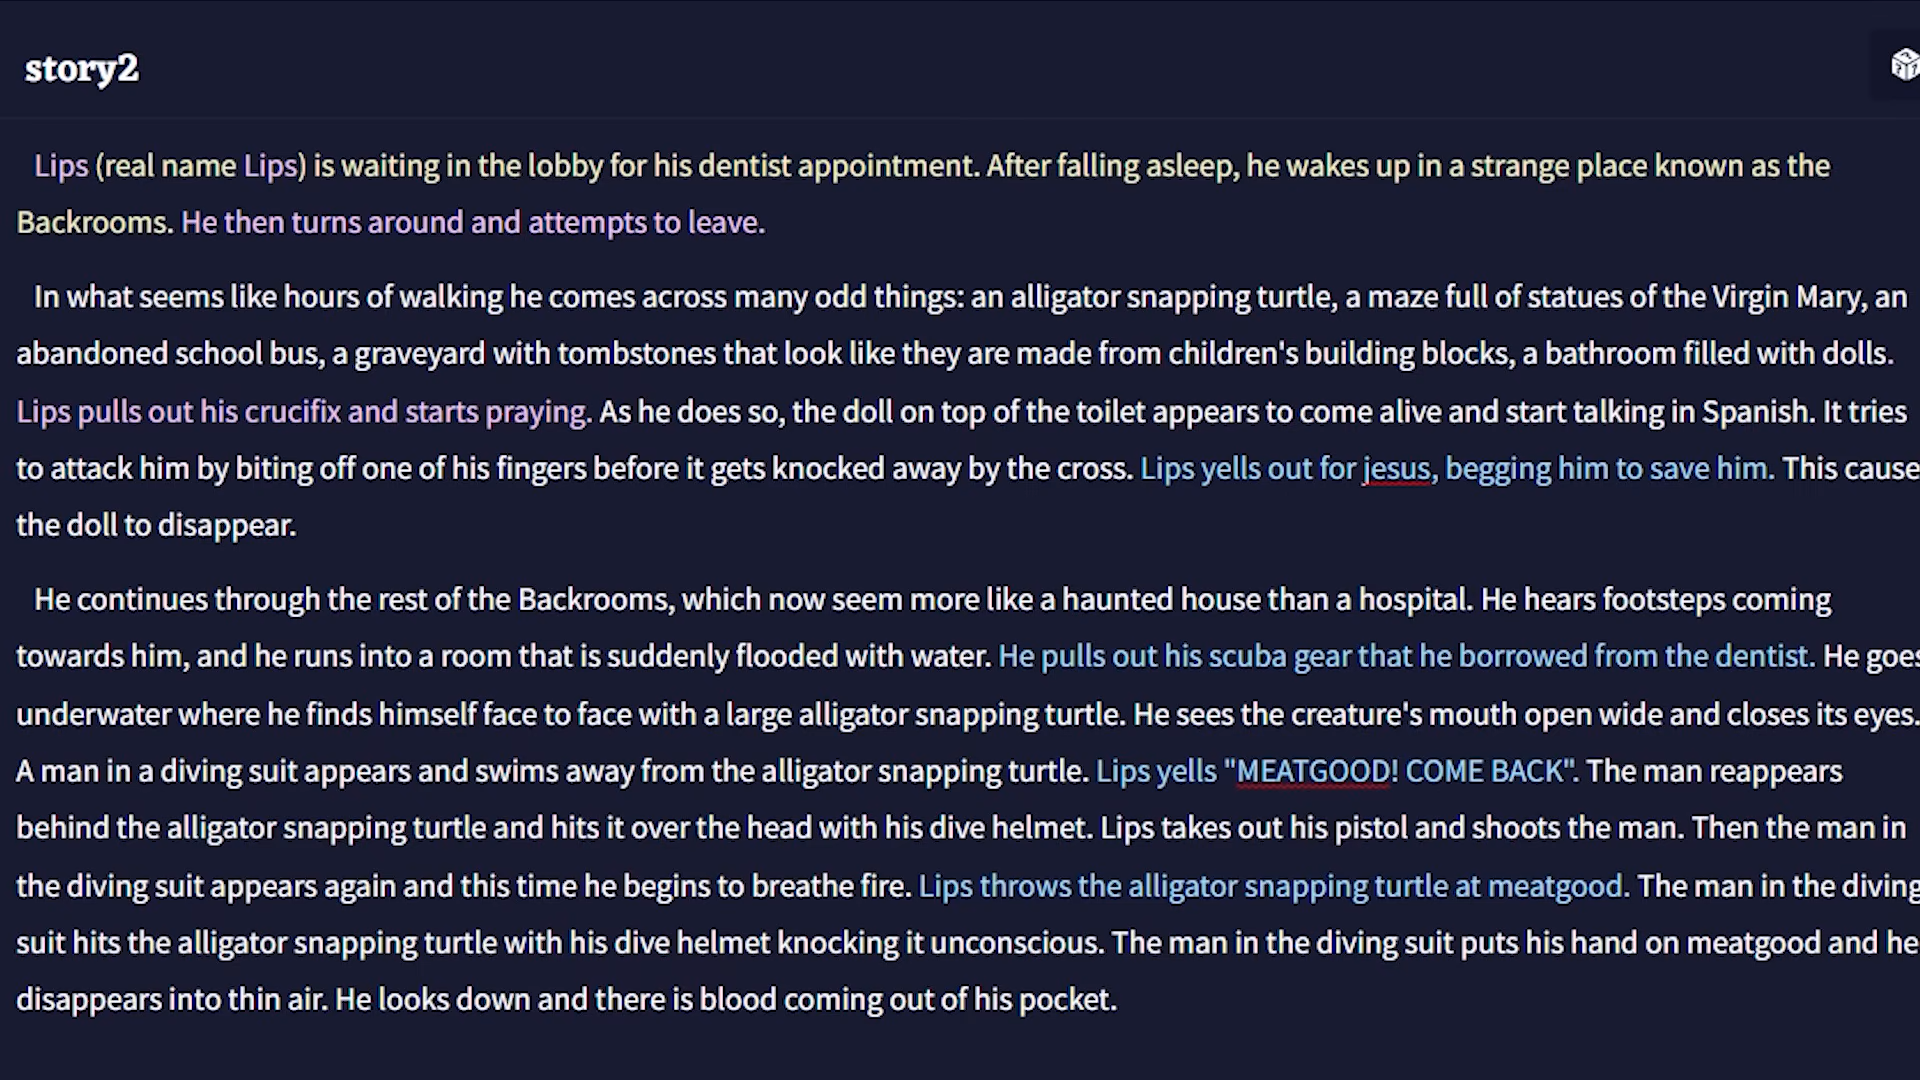 story2
Lips (real name Lips) is waiting in the lobby for his dentist appointment. After falling asleep, he wakes up in a strange place known as the
Backrooms. He then turns around and attempts to leave.
In what seems like hours of walking he comes across many odd things: an alligator snapping turtle, a maze full of statues of the Virgin Mary, an
abandoned school bus, a graveyard with tombstones that look like they are made from children's building blocks, a bathroom filled with dolls.
Lips pulls out his crucifix and starts praying. As he does so, the doll on top of the toilet appears to come alive and start talking in Spanish. It tries
to attack him by biting off one of his fingers before it gets knocked away by the cross. Lips yells out for jesus, begging him to save him. This cause
the doll to disappear.
He continues through the rest of the Backrooms, which now seem more like a haunted house than a hospital. He hears footsteps coming
towards him, and he runs into a room that is suddenly flooded with water. He pulls out his scuba gear that he borrowed from the dentist. He goes
underwater where he finds himself face to face with a large alligator snapping turtle. He sees the creature's mouth open wide and closes its eyes.
A man in a diving suit appears and swims away from the alligator snapping turtle. Lips yells "MEATGOOD! COME BACK". The man reappears
behind the alligator snapping turtle and hits it over the head with his dive helmet. Lips takes out his pistol and shoots the man. Then the man in
the diving suit appears again and this time he begins to breathe fire. Lips throws the alligator snapping turtle at meatgood. The man in the diving
suit hits the alligator snapping turtle with his dive helmet knocking it unconscious. The man in the diving suit puts his hand on meatgood and he
disappears into thin air. He looks down and there is blood coming out of his pocket.